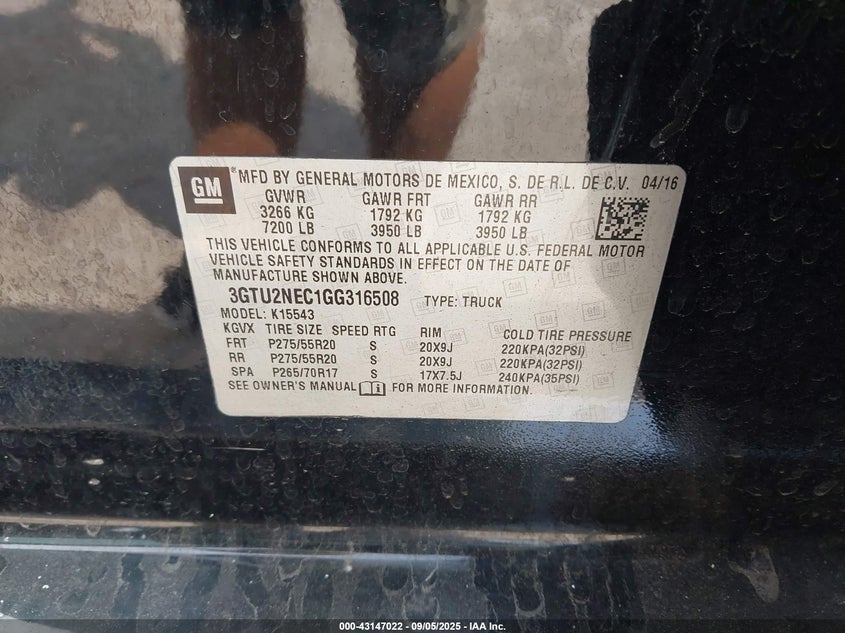 GM ® MFD BY GENERAL MOTORS DE MEXICO, S. DE R.L. DE C.V. 04/16
GVWR GAWR FRT GAWR RR
3266 KG 1792 KG 1792 KG
7200 LB 3950 LB 3950 LB
THIS VEHICLE CONFORMS TO ALL APPLICABLE U.S. FEDERAL MOTOR
VEHICLE SAFETY STANDARDS IN EFFECT ON THE DATE OF
MANUFACTURE SHOWN ABOVE.
3GTU2NEC1GG316508 TYPE: TRUCK
MODEL: K15543
KGVX TIRE SIZE SPEED RTG RIM COLD TIRE PRESSURE
FRT P275/55R20 S 20X9J 220KPA(32PSI)
RR P275/55R20 S 20X9J 220KPA(32PSI)
SPA P265/70R17 S 17X7.5J 240KPA(35PSI)
SEE OWNER'S MANUAL FOR MORE INFORMATION.
000-43147022 - 09/05/2025 - IAA Inc.